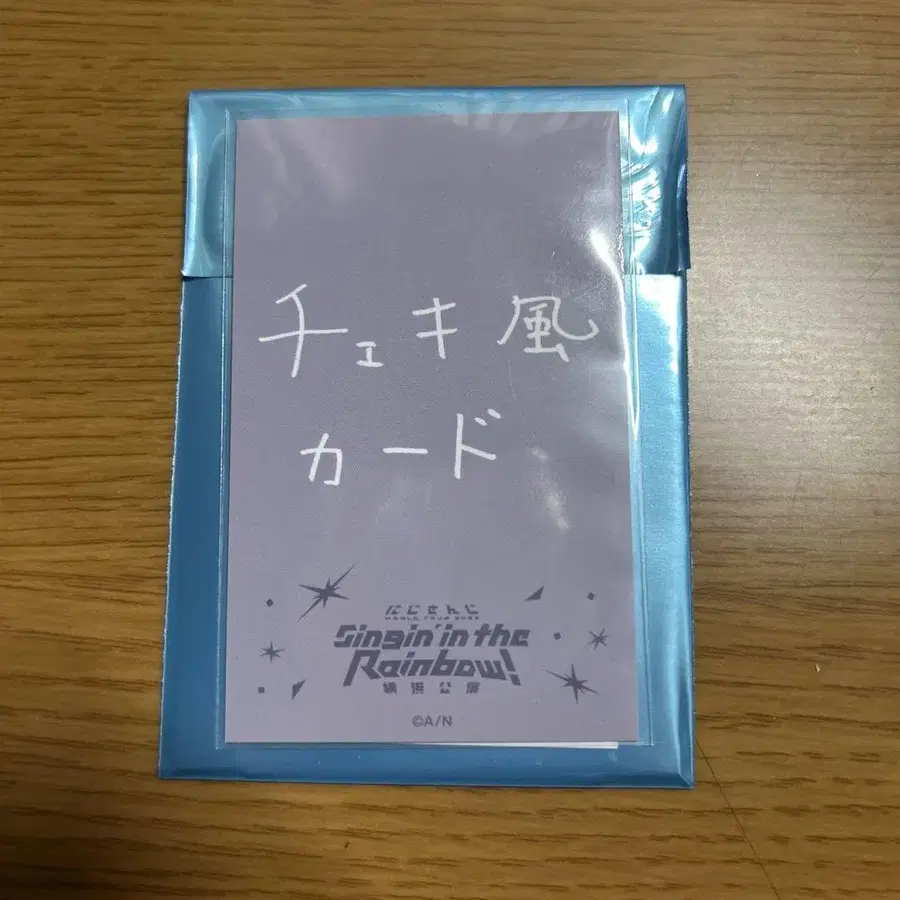 チェキ風
カード
にじさんじ
WORLD TOUR 2025
Singin' in the
Rainbow!
横浜公演
©A/N